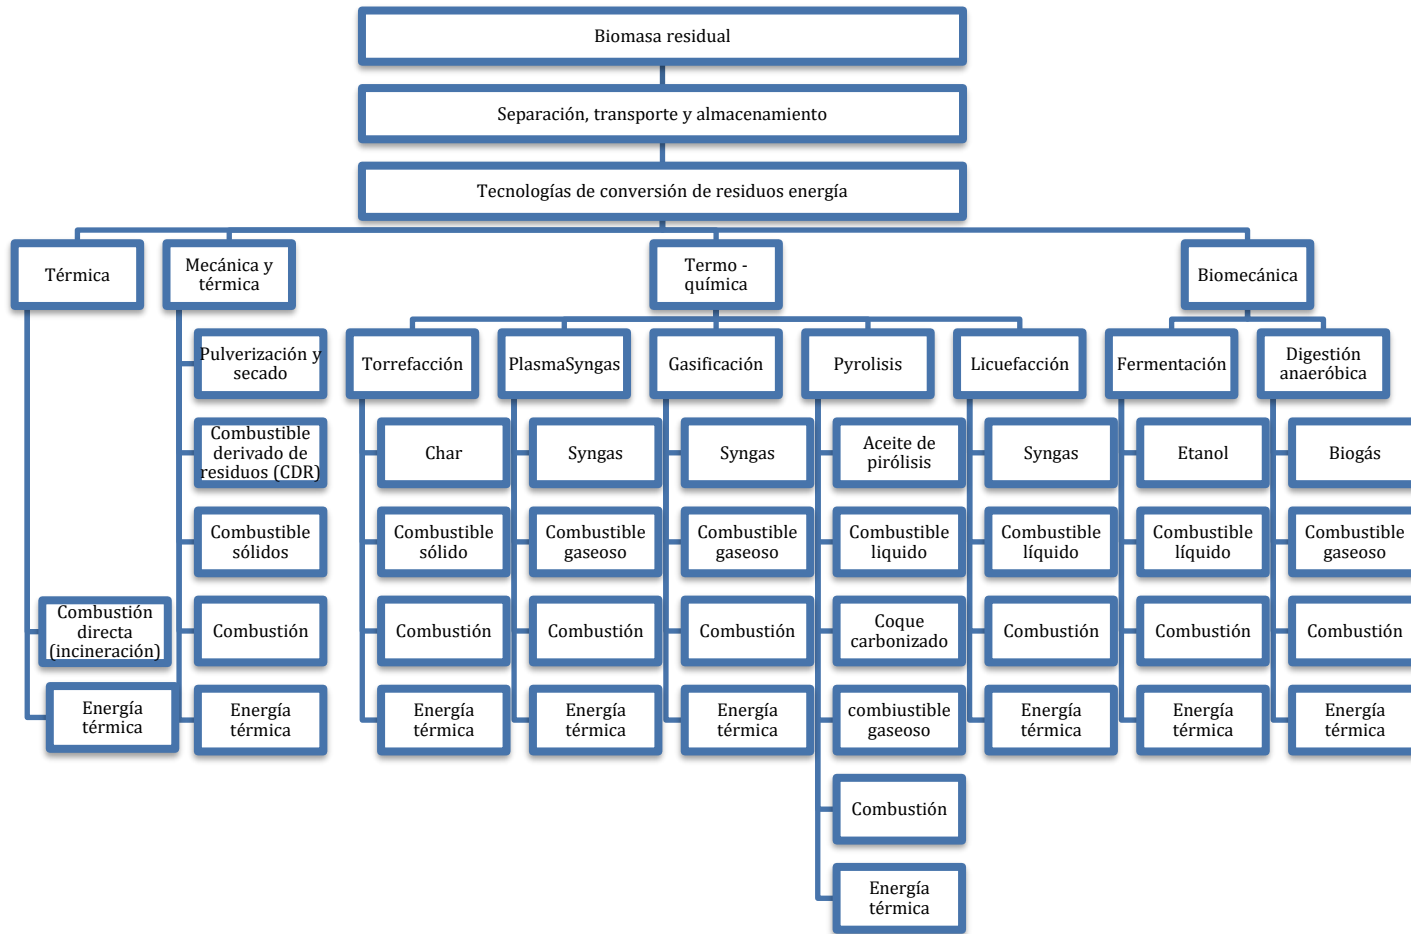 Biomasa residual
Separación, transporte y almacenamiento
Tecnologías de conversión de residuos energía
Térmica
Combustión
directa
(incineración)
Energía
térmica
Mecánica y
térmica
Pulverización y
secado
Combustible
derivado de
residuos (CDR)
Combustible
sólidos
Combustión
Energía
térmica
Termo -
química
Torrefacción
Char
Combustible
sólido
Combustión
Energía
térmica
PlasmaSyngas
Syngas
Combustible
gaseoso
Combustión
Energía
térmica
Gasificación
Syngas
Combustible
gaseoso
Combustión
Energía
térmica
Pyrolisis
Aceite de
pirólisis
Combustible
liquido
Coque
carbonizado
combiustible
gaseoso
Combustión
Energía
térmica
Licuefacción
Syngas
Combustible
líquido
Combustión
Energía
térmica
Biomecánica
Fermentación
Etanol
Combustible
líquido
Combustión
Energía
térmica
Digestión
anaeróbica
Biogás
Combustible
gaseoso
Combustión
Energía
térmica